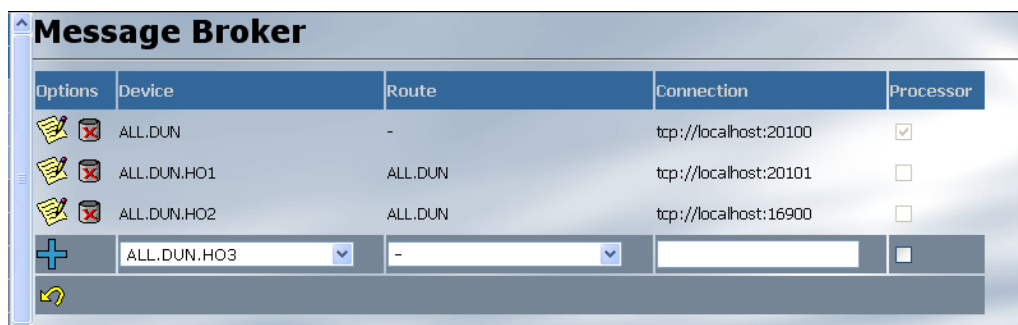 Message Broker
Options Device Route Connection Processor
ALL.DUN - tcp://localhost:20100
ALL.DUN.HO1 ALL.DUN tcp://localhost:20101
ALL.DUN.HO2 ALL.DUN tcp://localhost:16900
ALL.DUN.HO3 -